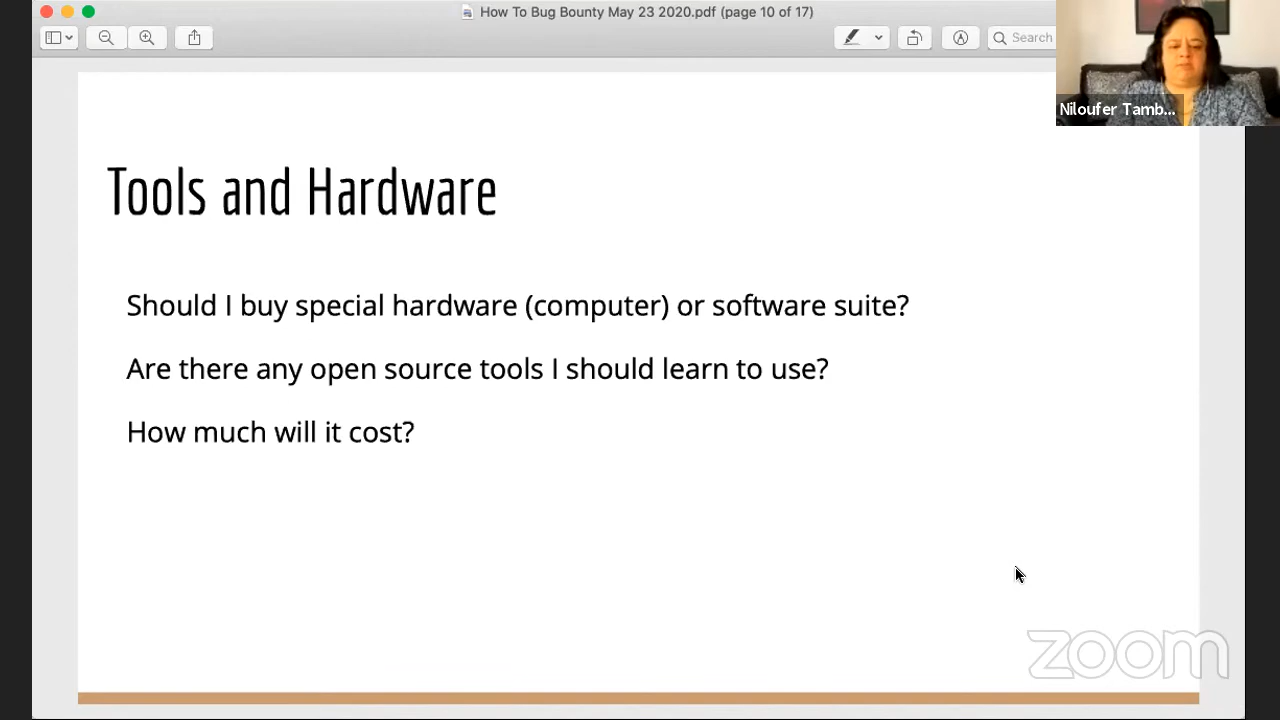 How To Bug Bounty May 23 2020.pdf (page 10 of 17)
Search
Niloufer Tamb...
Tools and Hardware
Should I buy special hardware (computer) or software suite?
Are there any open source tools I should learn to use?
How much will it cost?
zoom